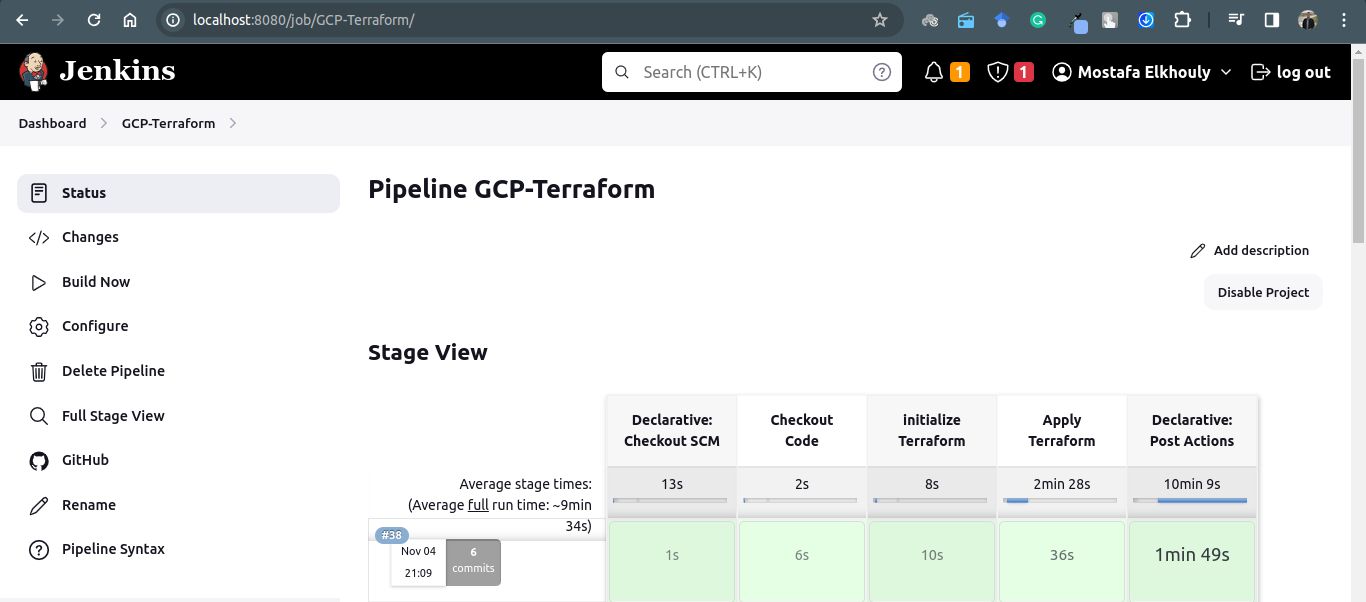 localhost:8080/job/GCP-Terraform/
Jenkins
Search (CTRL+K)
?
1
1
Mostafa Elkhouly
log out
Dashboard
GCP-Terraform
Status
Changes
Build Now
Configure
Delete Pipeline
Full Stage View
GitHub
Rename
Pipeline Syntax
Pipeline GCP-Terraform
Add description
Disable Project
Stage View
Declarative:
Checkout SCM
Checkout
Code
initialize
Terraform
Apply
Terraform
Declarative:
Post Actions
Average stage times:
(Average full run time: ~9min
34s)
13s
2s
8s
2min 28s
10min 9s
#38
Nov 04
21:09
6
commits
1s
6s
10s
36s
1min 49s